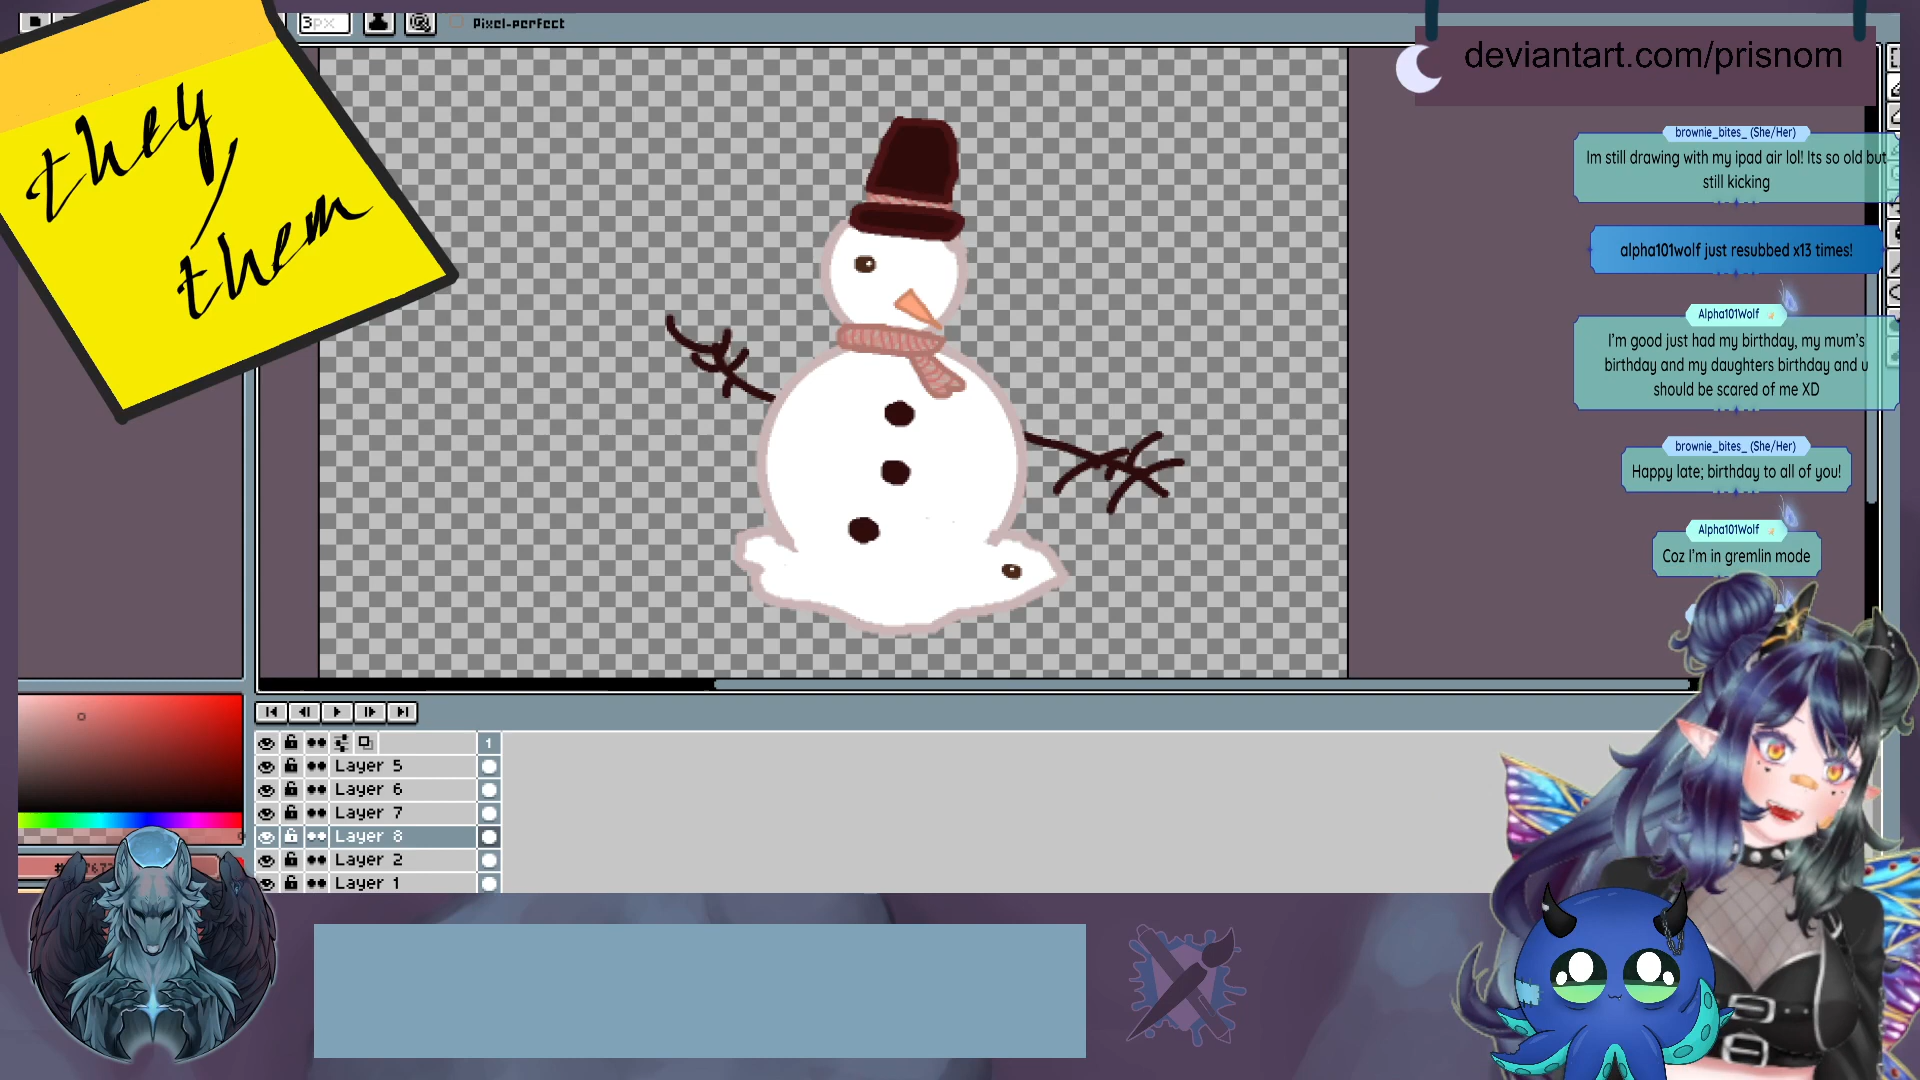 3px
Pixel-perfect
they
/
them
deviantart.com/prisnom
brownie_bites_ (She/Her)
Im still drawing with my ipad air lol! Its so old but
still kicking
alpha101wolf just resubbed x13 times!
Alpha101Wolf
I'm good just had my birthday, my mum's
birthday and my daughters birthday and u
should be scared of me XD
brownie_bites_ (She/Her)
Happy late; birthday to all of you!
Alpha101Wolf
Coz I'm in gremlin mode
1
Layer 5
Layer 6
Layer 7
Layer 8
Layer 2
Layer 1